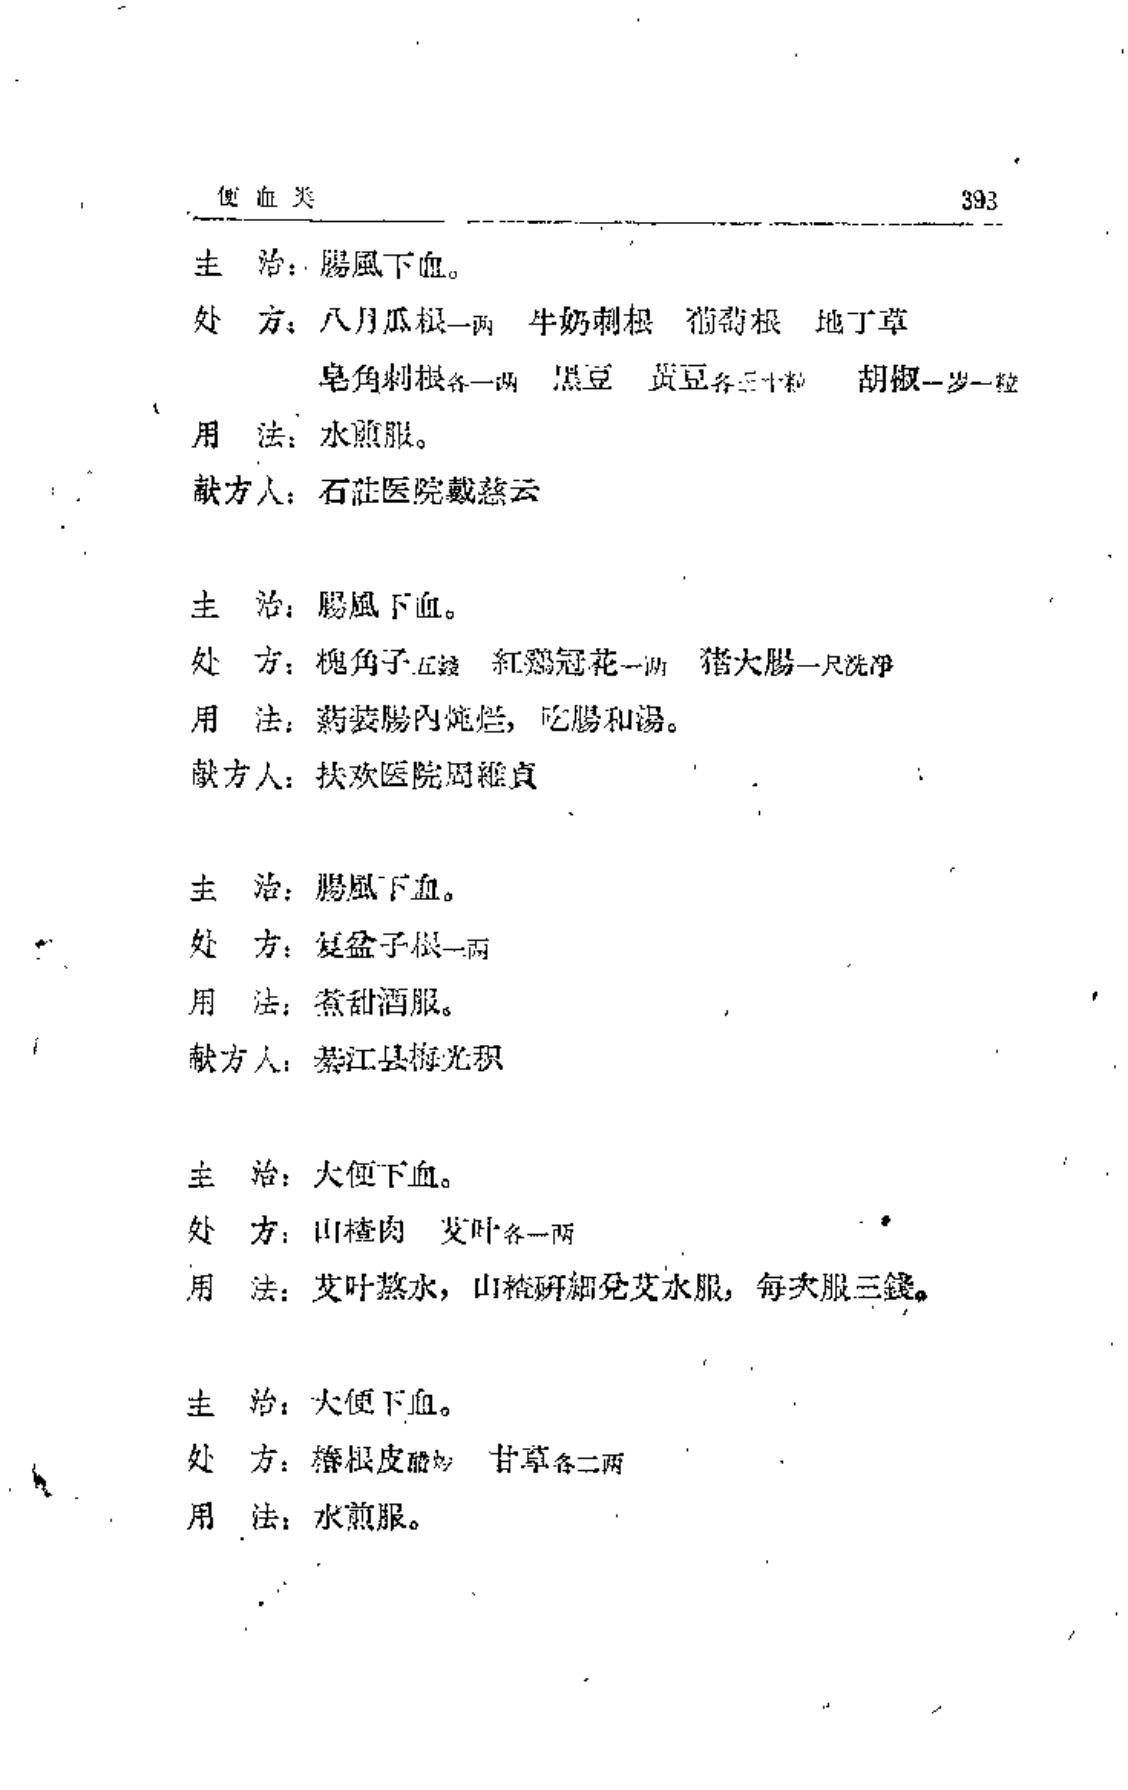 便血类 393
主　治：腸風下血。
处　方：八月瓜根一两　牛奶刺根　葡萄根　地丁草
皂角刺根各一两　黑豆　黃豆各三十粒　胡椒一岁一粒
用　法：水煎服。
献方人：石註医院戴慈云
主　治：腸風下血。
处　方：槐角子五錢　紅鷄冠花一两　猪大腸一尺洗净
用　法：葯装腸內炖烂，吃腸和湯。
献方人：扶欢医院周維貞
主　治：腸風下血。
处　方：复盆子根一两
用　法：煮甜酒服。
献方人：綦江县梅光积
主　治：大便下血。
处　方：山楂肉　艾叶各一两
用　法：艾叶熬水，山楂研細兑艾水服，每次服三錢。
主　治：大便下血。
处　方：椿根皮醋炒　甘草各二两
用　法：水煎服。